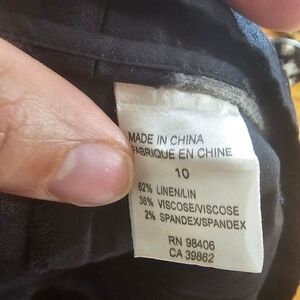 MADE IN CHINA
FABRIQUE EN CHINE
10
62% LINEN/LIN
36% VISCOSE/VISCOSE
2% SPANDEX/SPANDEX
RN 98406
CA 39862